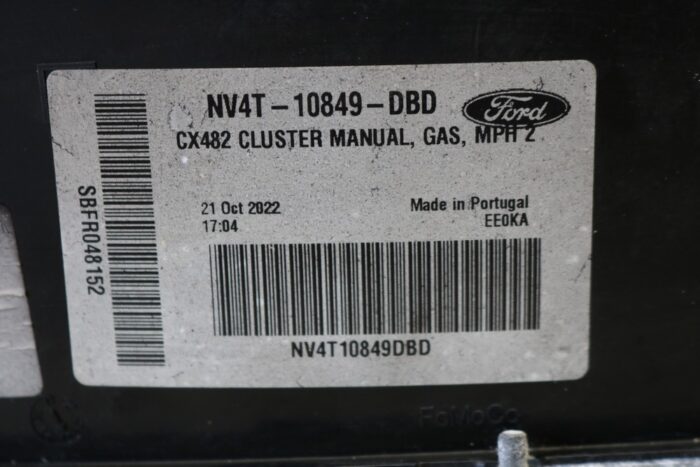 NV4T-10849-DBD
Ford
CX482 CLUSTER MANUAL, GAS, MPH 2
21 Oct 2022
Made in Portugal
17:04
EE0KA
SBFR048152
NV4T10849DBD
FoMoCo